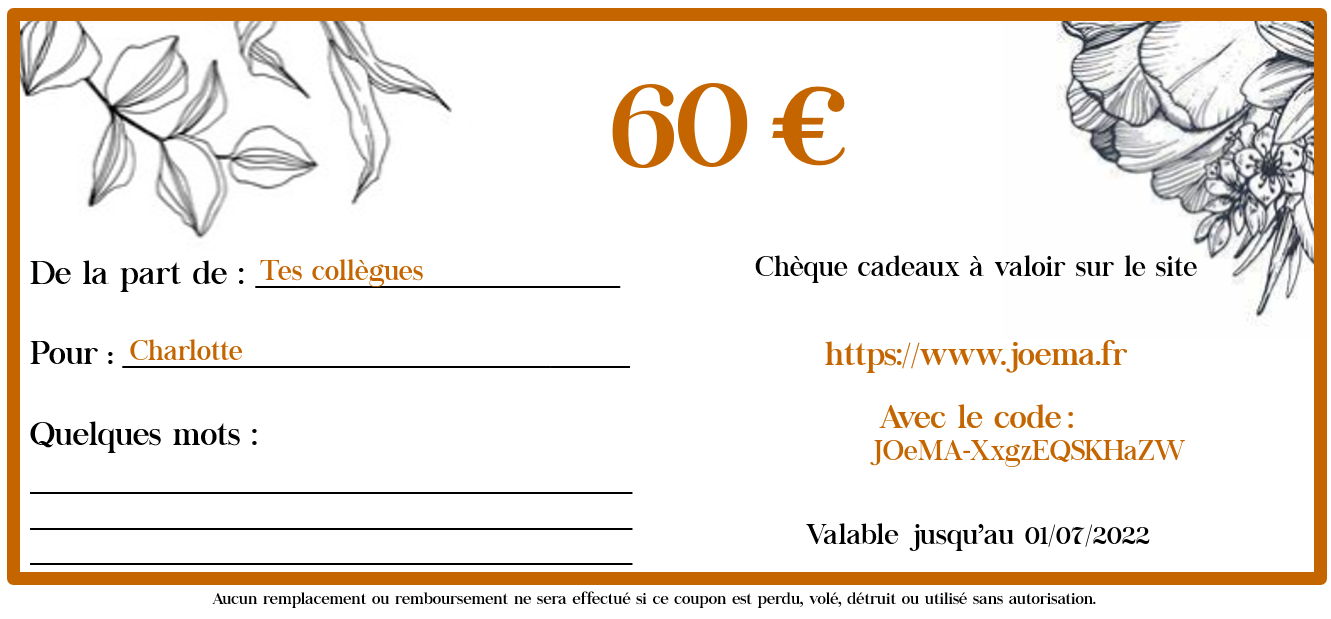 60 €
De la part de : Tes collègues
Pour : Charlotte
Quelques mots :
Chèque cadeaux à valoir sur le site
https://www.joema.fr
Avec le code :
JOeMA-XxgzEQSKHaZW
Valable jusqu'au 01/07/2022
Aucun remplacement ou remboursement ne sera effectué si ce coupon est perdu, volé, détruit ou utilisé sans autorisation.